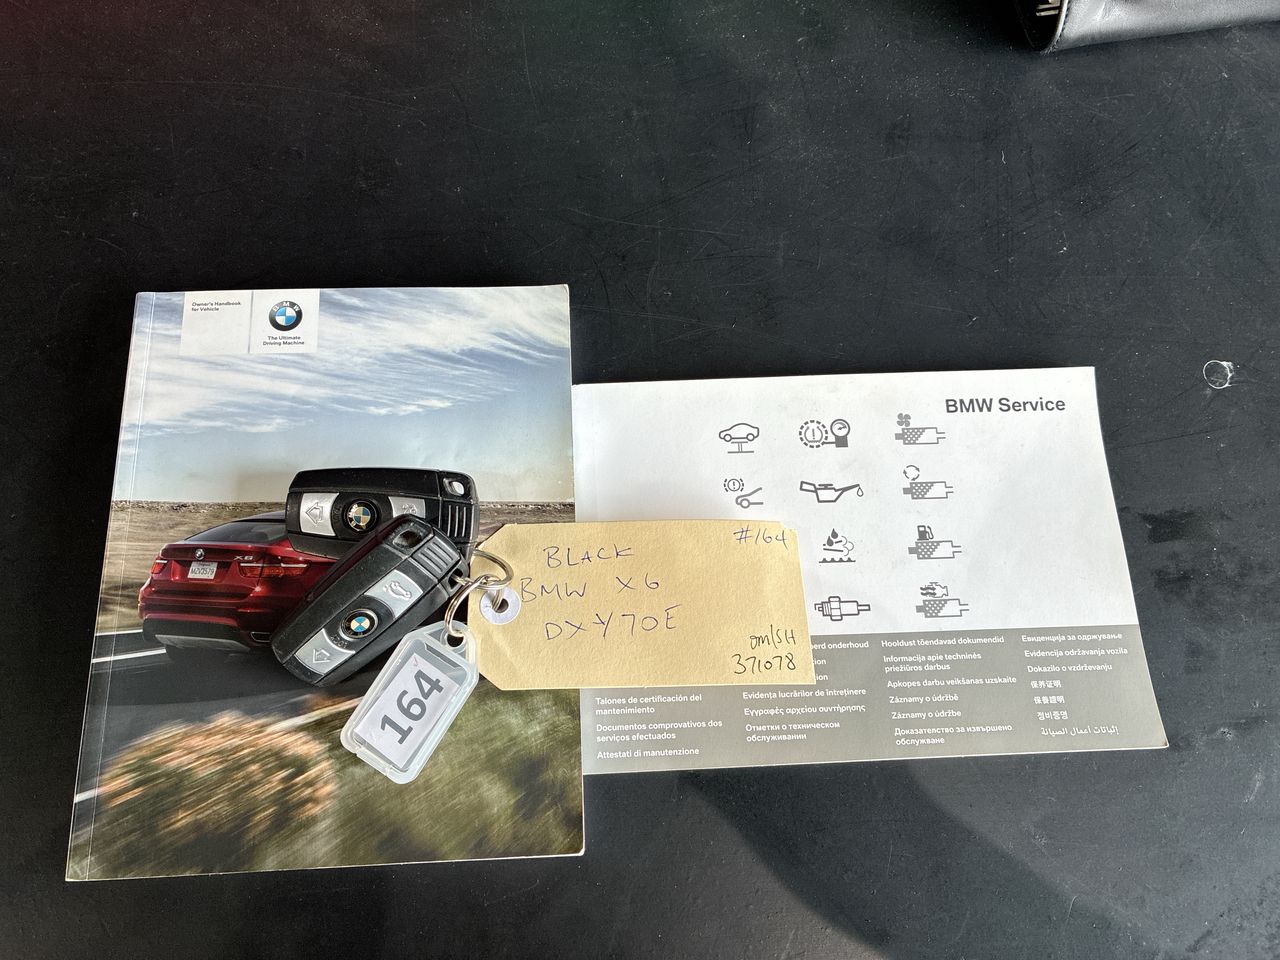 Owner's Handbook
for Vehicle
BMW
The Ultimate
Driving Machine
X6
BMW Service
#164
BLACK
BMW X6
DXY70E
OM/SH
371078
164
Talones de certificación del
mantenimiento
Documentos comprovativos dos
serviços efectuados
Attestati di manutenzione
onderhoud
Evidența lucrărilor de întreținere
Εγγραφές αρχείου συντήρησης
Отметки о техническом
обслуживании
Hooldust tõendavad dokumendid
Informacija apie techninės
priežiūros darbus
Apkopes darbu veikšanas uzskaite
Záznamy o údržbě
Záznamy o údržbe
Доказателство за извършено
обслужване
Евиденција за одржување
Evidencija održavanja vozila
Dokazilo o vzdrževanju
保养证明
保養證明
정비증명
إثباتات أعمال الصيانة